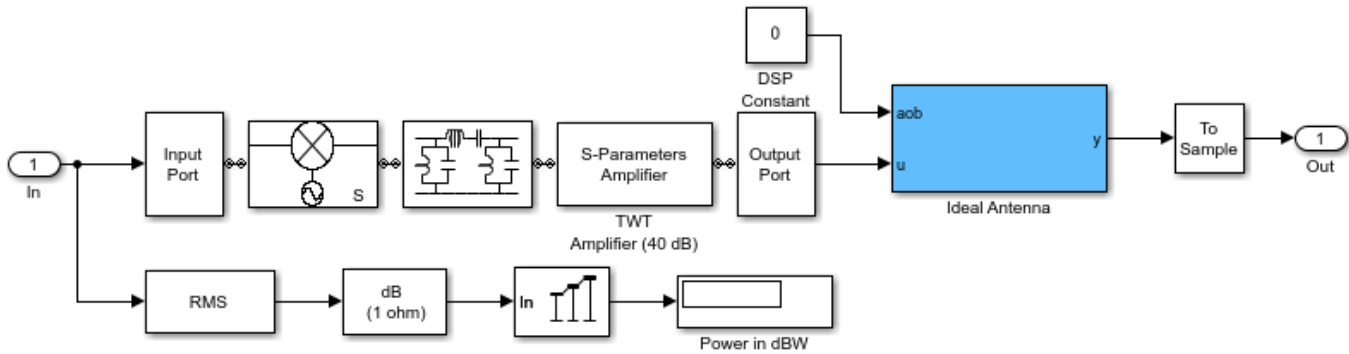 0
DSP
Constant
1
In
Input
Port
S
S-Parameters
Amplifier
TWT
Amplifier (40 dB)
Output
Port
aob
u
y
Ideal Antenna
To
Sample
1
Out
RMS
dB
(1 ohm)
In
Power in dBW